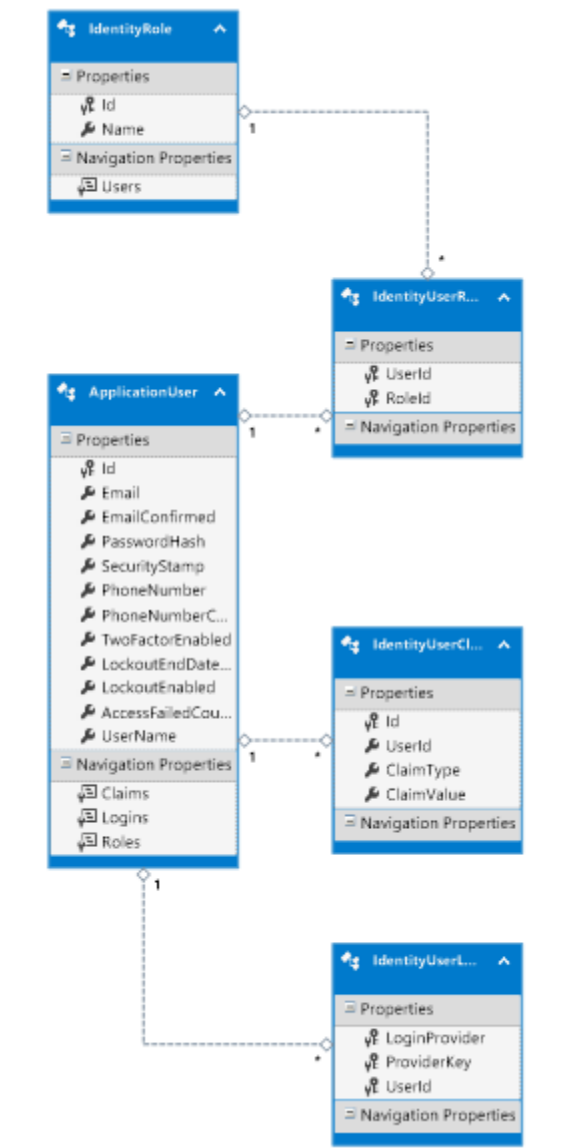 IdentityRole
Properties
Id
Name
Navigation Properties
Users
1
*
IdentityUserR...
Properties
UserId
RoleId
Navigation Properties
ApplicationUser
Properties
Id
Email
EmailConfirmed
PasswordHash
SecurityStamp
PhoneNumber
PhoneNumberC...
TwoFactorEnabled
LockoutEndDate...
LockoutEnabled
AccessFailedCou...
UserName
Navigation Properties
Claims
Logins
Roles
1
*
1
*
1
*
IdentityUserCl...
Properties
Id
UserId
ClaimType
ClaimValue
Navigation Properties
IdentityUserL...
Properties
LoginProvider
ProviderKey
UserId
Navigation Properties